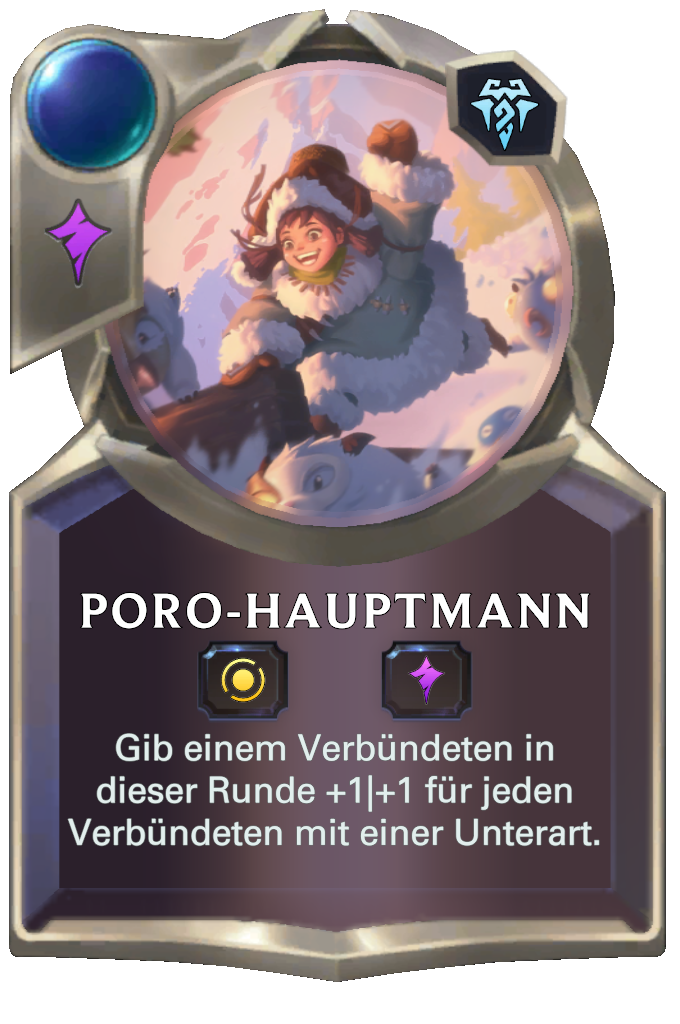 PORO-HAUPTMANN
Gib einem Verbündeten in
dieser Runde +1|+1 für jeden
Verbündeten mit einer Unterart.